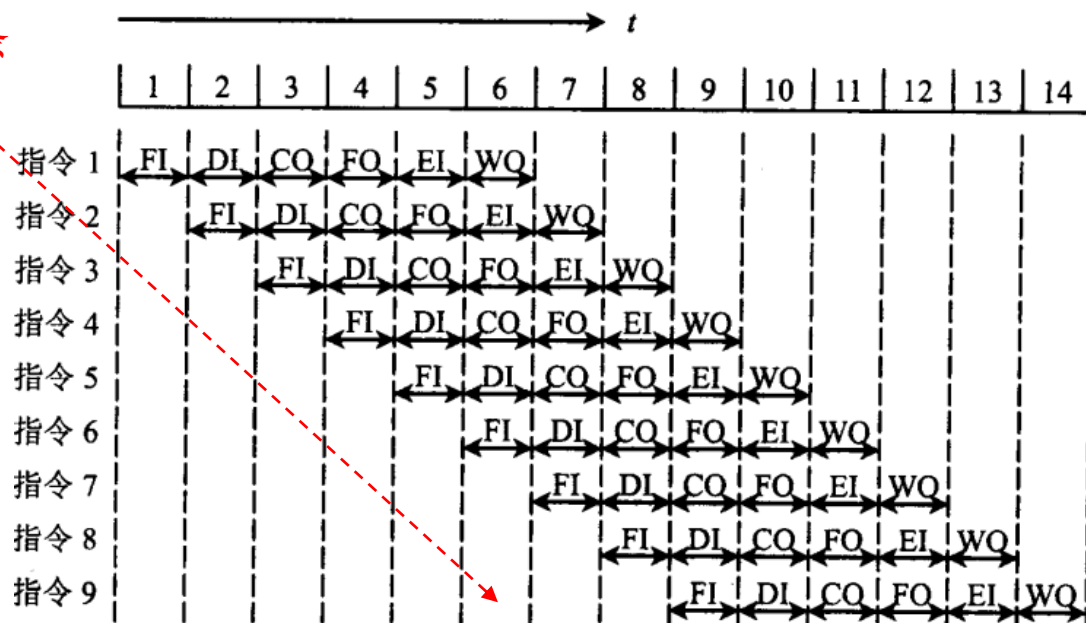 t
1 2 3 4 5 6 7 8 9 10 11 12 13 14
指令 1 FI DI CO FO EI WO
指令 2 FI DI CO FO EI WO
指令 3 FI DI CO FO EI WO
指令 4 FI DI CO FO EI WO
指令 5 FI DI CO FO EI WO
指令 6 FI DI CO FO EI WO
指令 7 FI DI CO FO EI WO
指令 8 FI DI CO FO EI WO
指令 9 FI DI CO FO EI WO